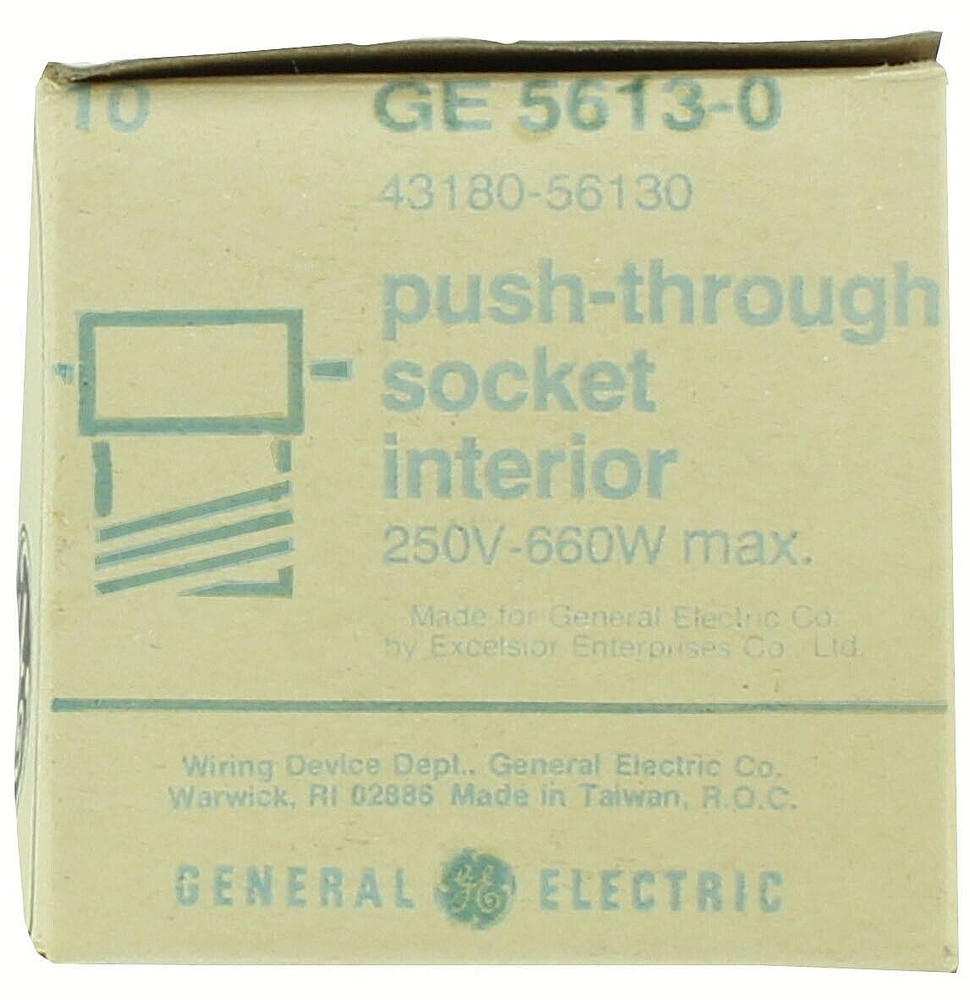 10 GE 5613-0
43180-56130
push-through
socket
interior
250V-660W max.
Made for General Electric Co.
by Excelsior Enterprises Co. Ltd.
Wiring Device Dept., General Electric Co.
Warwick, RI 02886 Made in Taiwan, R.O.C.
GENERAL GE ELECTRIC